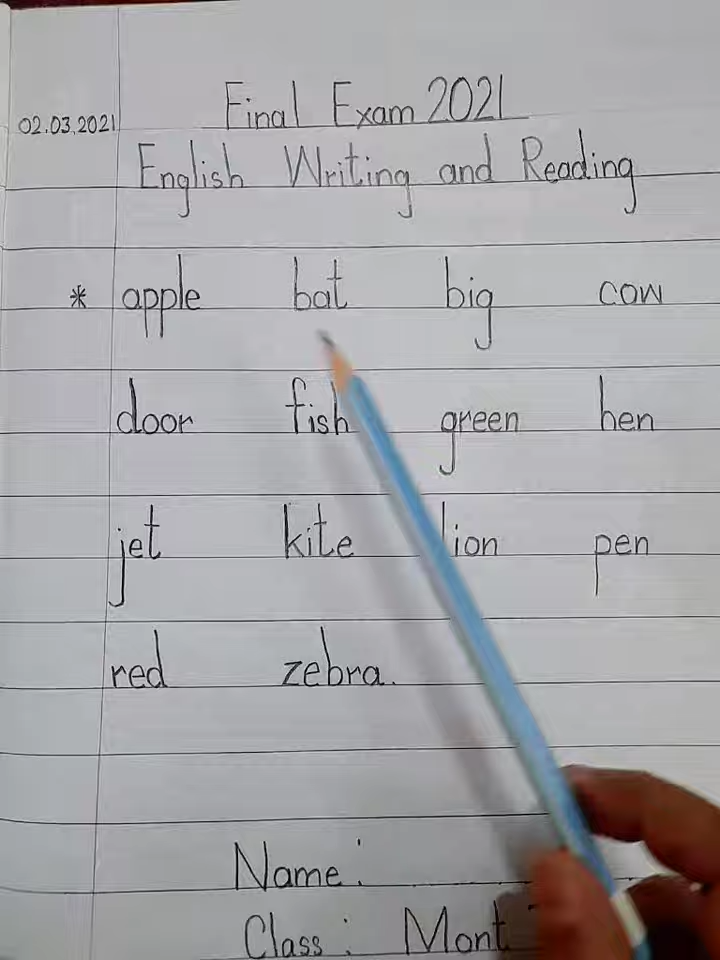 Final Exam 2021
02.03.2021
English Writing and Reading
* apple bat big cow
door fish green hen
jet kite lion pen
red zebra.
Name:
Class: Mont